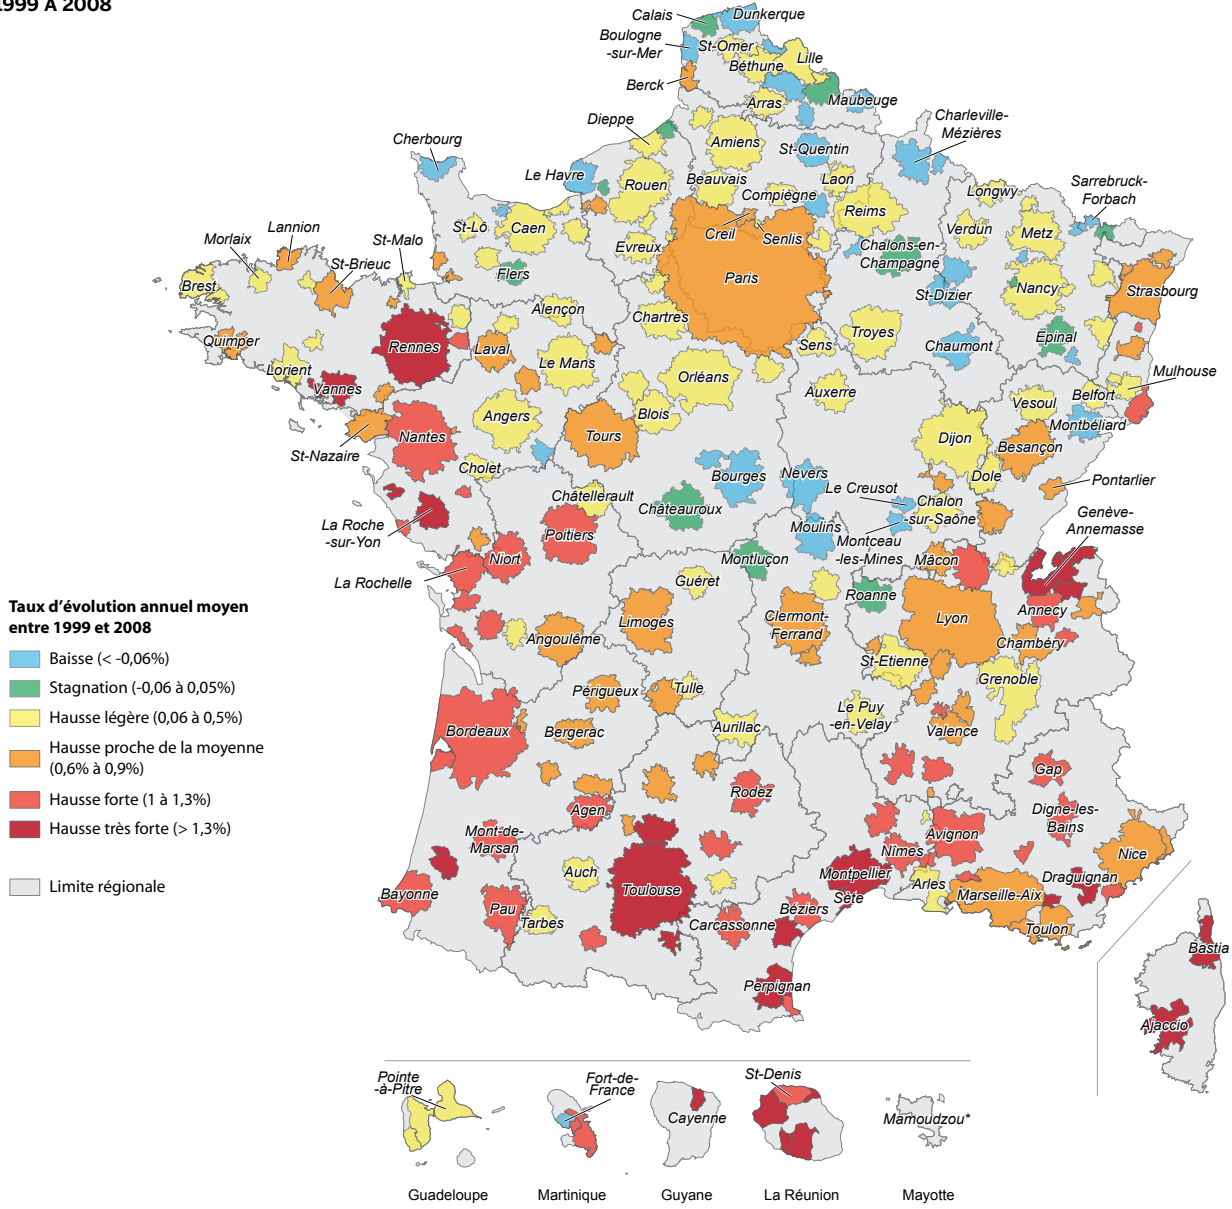 1999 À 2008
Calais
Dunkerque
Boulogne
-sur-Mer
St-Omer
Lille
Béthune
Berck
Arras
Maubeuge
Dieppe
Charleville-
Mézières
Cherbourg
Amiens
St-Quentin
Le Havre
Rouen
Beauvais
Laon
Compiègne
Longwy
Sarrebruck-
Forbach
Reims
Lannion
Morlaix
St-Malo
St-Lô
Caen
Creil
Senlis
Verdun
Metz
Evreux
Chalons-en-
Champagne
St-Brieuc
Flers
Paris
Brest
St-Dizier
Nancy
Strasbourg
Alençon
Chartres
Troyes
Epinal
Quimper
Rennes
Laval
Sens
Chaumont
Le Mans
Lorient
Orléans
Mulhouse
Vannes
Auxerre
Belfort
Vesoul
Angers
Blois
Montbéliard
Nantes
Tours
Dijon
Besançon
St-Nazaire
Cholet
Bourges
Nevers
Dole
Pontarlier
Le Creusot
Châtellerault
Châteauroux
Chalon
-sur-Saône
Genève-
Annemasse
La Roche
-sur-Yon
Poitiers
Moulins
Montceau
-les-Mines
Niort
Montluçon
Mâcon
La Rochelle
Guéret
Roanne
Annecy
Limoges
Clermont-
Ferrand
Lyon
Angoulême
Chambéry
St-Etienne
Grenoble
Périgueux
Tulle
Le Puy
-en-Velay
Bordeaux
Bergerac
Aurillac
Valence
Gap
Rodez
Agen
Digne-les-
Bains
Mont-de-
Marsan
Avignon
Nîmes
Nice
Auch
Montpellier
Draguignan
Toulouse
Arles
Bayonne
Marseille-Aix
Sète
Pau
Béziers
Tarbes
Carcassonne
Toulon
Bastia
Perpignan
Ajaccio
Taux d'évolution annuel moyen
entre 1999 et 2008
Baisse (< -0,06%)
Stagnation (-0,06 à 0,05%)
Hausse légère (0,06 à 0,5%)
Hausse proche de la moyenne
(0,6% à 0,9%)
Hausse forte (1 à 1,3%)
Hausse très forte (> 1,3%)
Limite régionale
Pointe
-à-Pitre
Fort-de-
France
St-Denis
Cayenne
Mamoudzou*
Guadeloupe
Martinique
Guyane
La Réunion
Mayotte